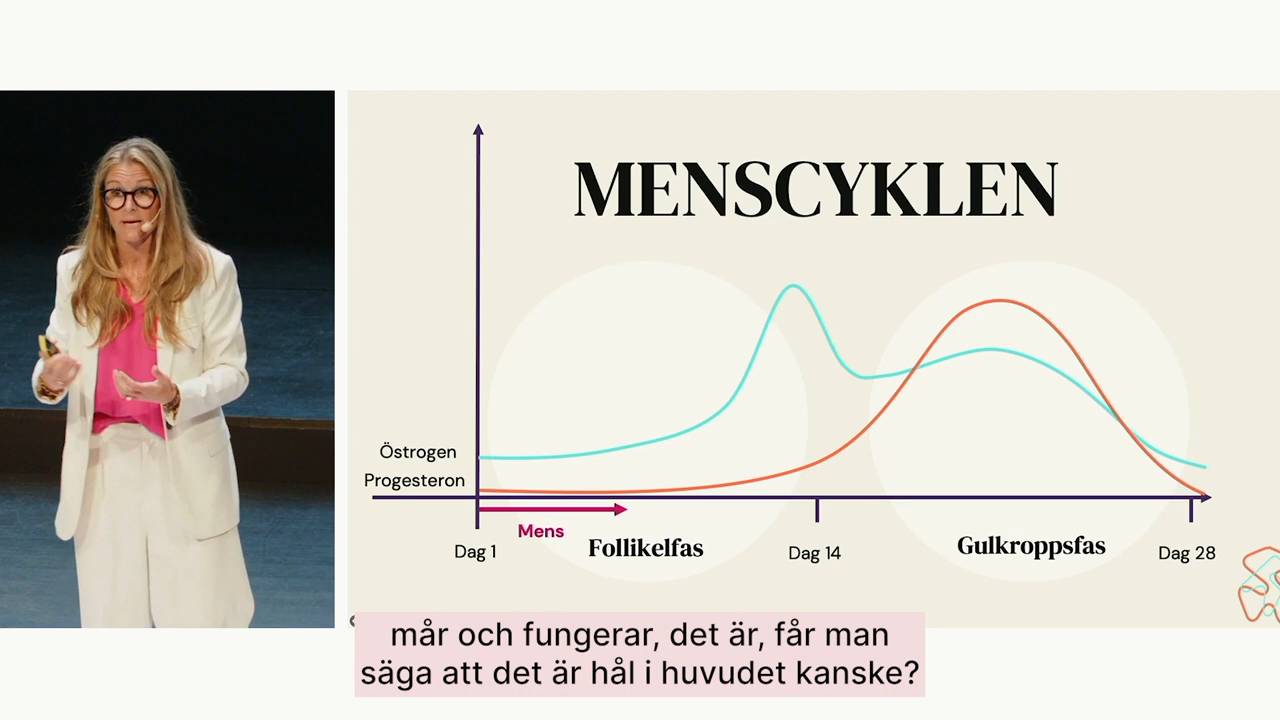 MENSCYKLEN
Östrogen
Progesteron
Mens
Follikelfas
Gulkroppsfas
Dag 1
Dag 14
Dag 28
mår och fungerar, det är, får man
säga att det är hål i huvudet kanske?